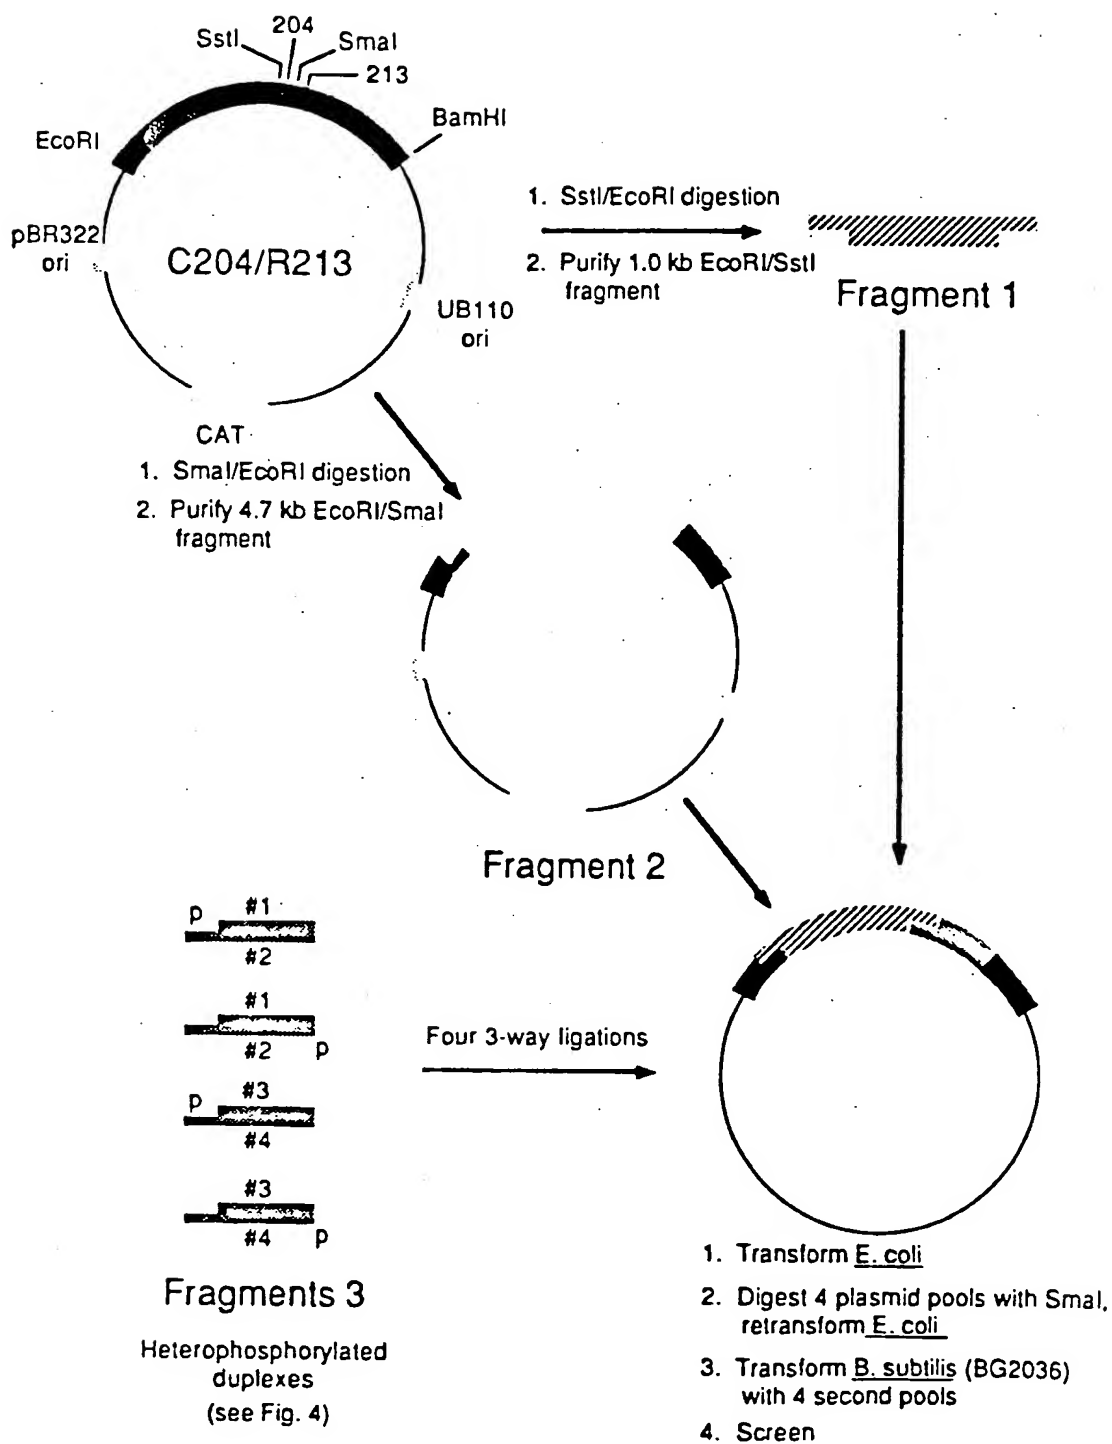 204
SstI
SmaI
213
BamHI
EcoRI
pBR322
ori
C204/R213
UB110
ori
CAT
1. SstI/EcoRI digestion
2. Purify 1.0 kb EcoRI/SstI
fragment
Fragment 1
1. SmaI/EcoRI digestion
2. Purify 4.7 kb EcoRI/SmaI
fragment
Fragment 2
p #1
#2
#1
#2 p
p #3
#4
#3
#4 p
Four 3-way ligations
Fragments 3
Heterophosphorylated
duplexes
(see Fig. 4)
1. Transform E. coli
2. Digest 4 plasmid pools with SmaI,
retransform E. coli
3. Transform B. subtilis (BG2036)
with 4 second pools
4. Screen